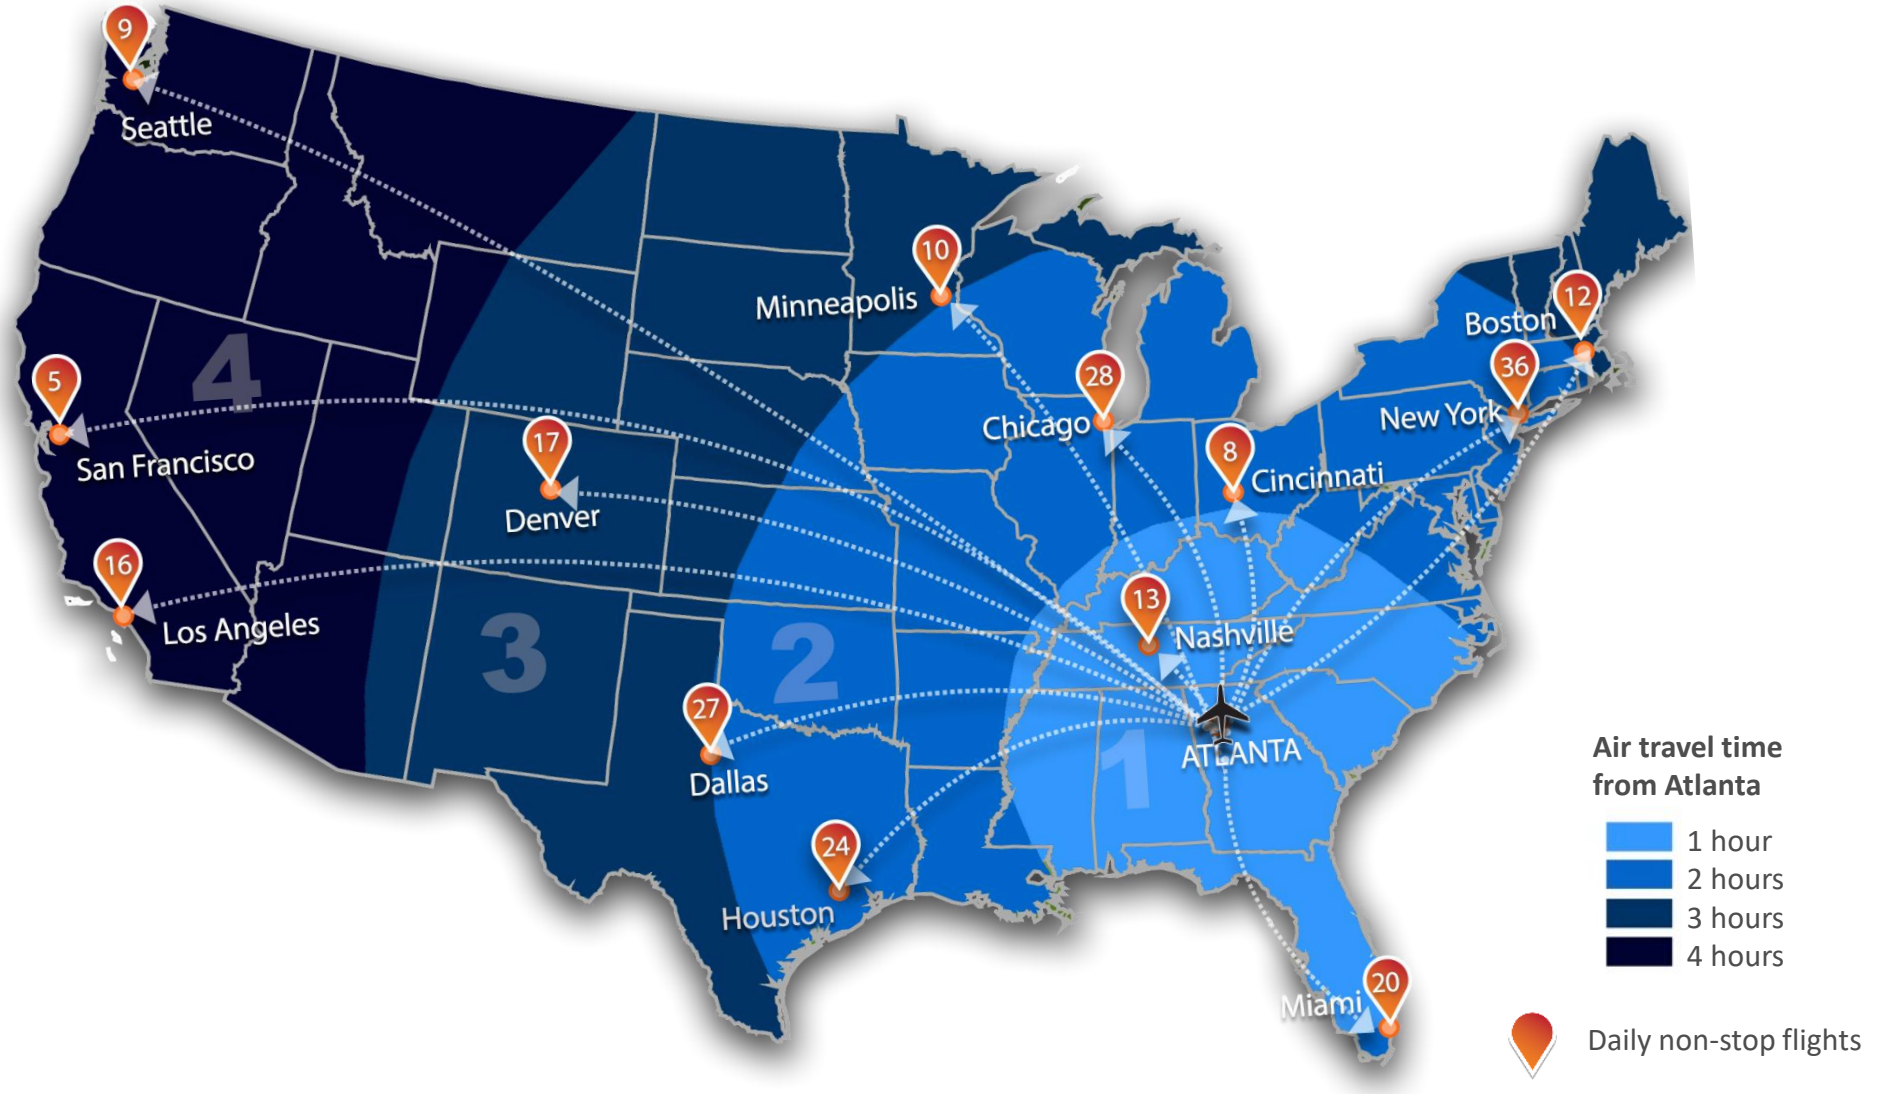 9
Seattle
10
Minneapolis
12
Boston
36
New York
4
5
San Francisco
28
Chicago
17
Denver
8
Cincinnati
16
Los Angeles
13
Nashville
3
2
27
Dallas
1
ATLANTA
24
Houston
20
Miami
Air travel time
from Atlanta
1 hour
2 hours
3 hours
4 hours
Daily non-stop flights